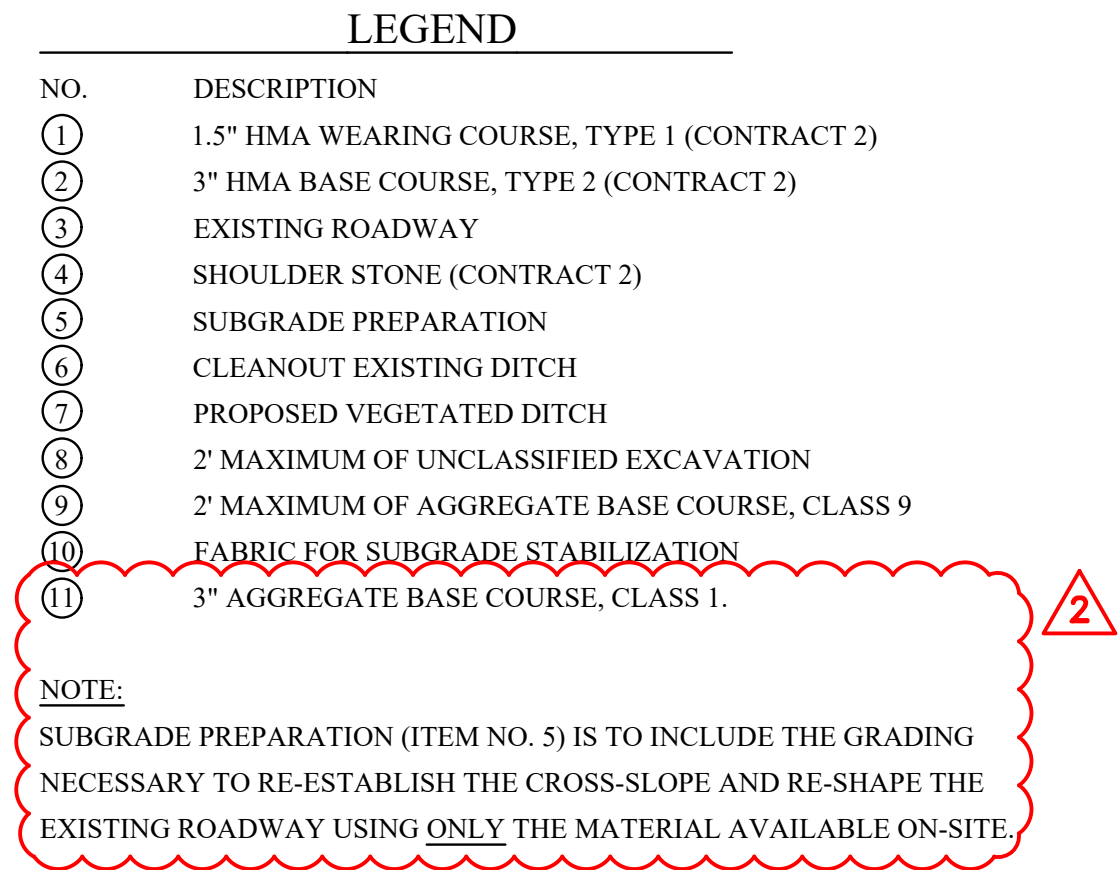 LEGEND
NO. DESCRIPTION
1 1.5" HMA WEARING COURSE, TYPE 1 (CONTRACT 2)
2 3" HMA BASE COURSE, TYPE 2 (CONTRACT 2)
3 EXISTING ROADWAY
4 SHOULDER STONE (CONTRACT 2)
5 SUBGRADE PREPARATION
6 CLEANOUT EXISTING DITCH
7 PROPOSED VEGETATED DITCH
8 2' MAXIMUM OF UNCLASSIFIED EXCAVATION
9 2' MAXIMUM OF AGGREGATE BASE COURSE, CLASS 9
10 FABRIC FOR SUBGRADE STABILIZATION
11 3" AGGREGATE BASE COURSE, CLASS 1.
2
NOTE:
SUBGRADE PREPARATION (ITEM NO. 5) IS TO INCLUDE THE GRADING
NECESSARY TO RE-ESTABLISH THE CROSS-SLOPE AND RE-SHAPE THE
EXISTING ROADWAY USING ONLY THE MATERIAL AVAILABLE ON-SITE.